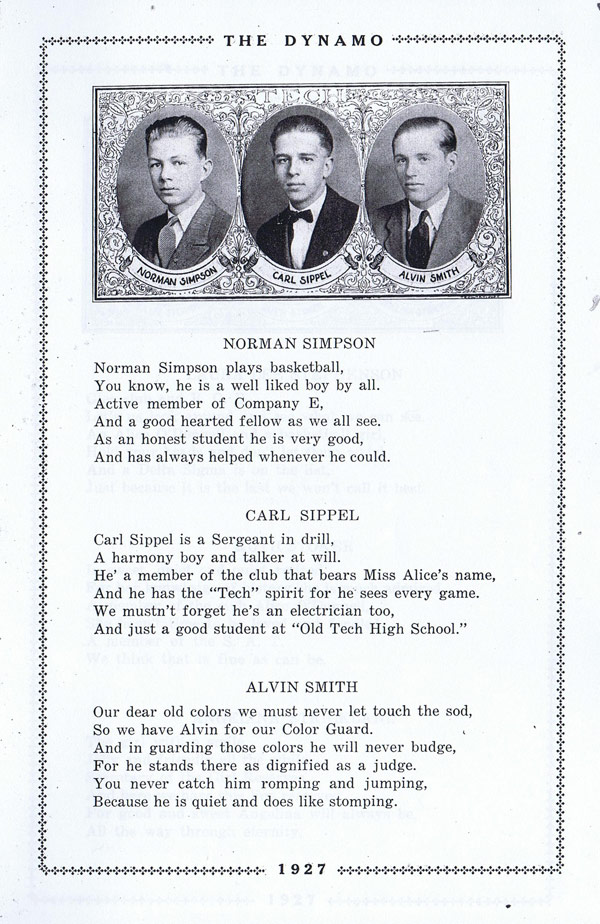 THE DYNAMO
TECH
NORMAN SIMPSON
CARL SIPPEL
ALVIN SMITH
NORMAN SIMPSON
Norman Simpson plays basketball,
You know, he is a well liked boy by all.
Active member of Company E,
And a good hearted fellow as we all see.
As an honest student he is very good,
And has always helped whenever he could.
CARL SIPPEL
Carl Sippel is a Sergeant in drill,
A harmony boy and talker at will.
He' a member of the club that bears Miss Alice's name,
And he has the "Tech" spirit for he sees every game.
We mustn't forget he's an electrician too,
And just a good student at "Old Tech High School."
ALVIN SMITH
Our dear old colors we must never let touch the sod,
So we have Alvin for our Color Guard.
And in guarding those colors he will never budge,
For he stands there as dignified as a judge.
You never catch him romping and jumping,
Because he is quiet and does like stomping.
1927